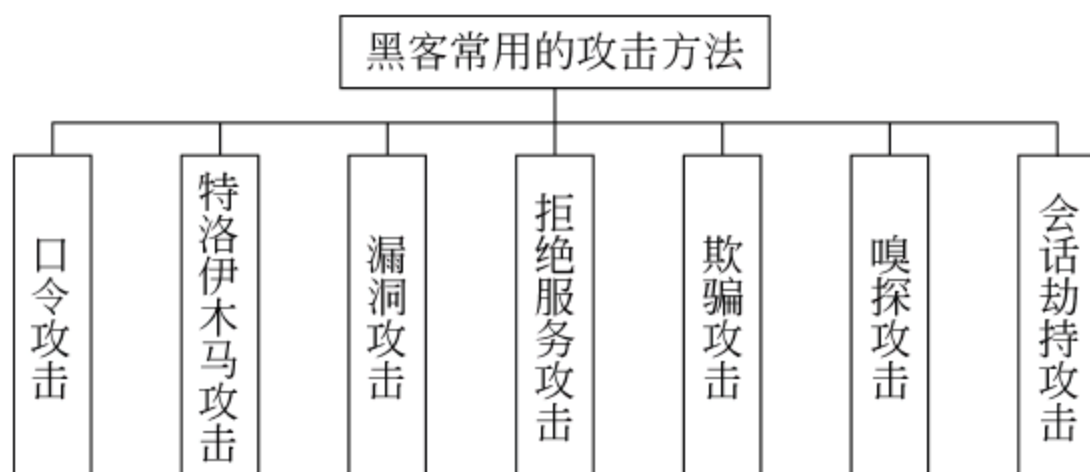 黑客常用的攻击方法
口令攻击
特洛伊木马攻击
漏洞攻击
拒绝服务攻击
欺骗攻击
嗅探攻击
会话劫持攻击